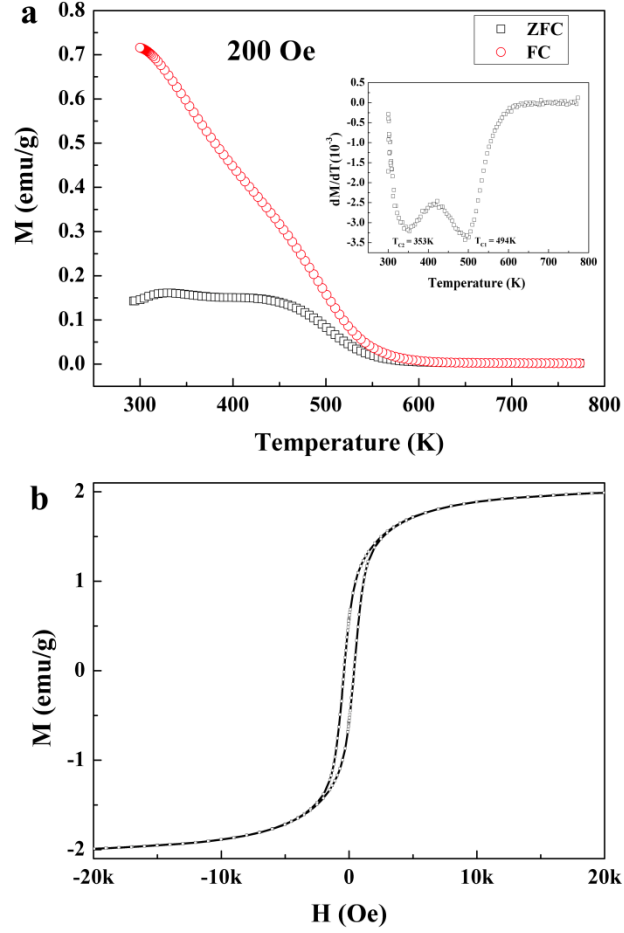 a
200 Oe
ZFC
FC
M (emu/g)
0.8
0.7
0.6
0.5
0.4
0.3
0.2
0.1
0.0
300 400 500 600 700 800
Temperature (K)
dM/dT(10⁻³)
0.5
0.0
-0.5
-1.0
-1.5
-2.0
-2.5
-3.0
-3.5
T_C2 = 353K
T_C1 = 494K
300 400 500 600 700 800
Temperature (K)
b
M (emu/g)
2
1
0
-1
-2
-20k -10k 0 10k 20k
H (Oe)